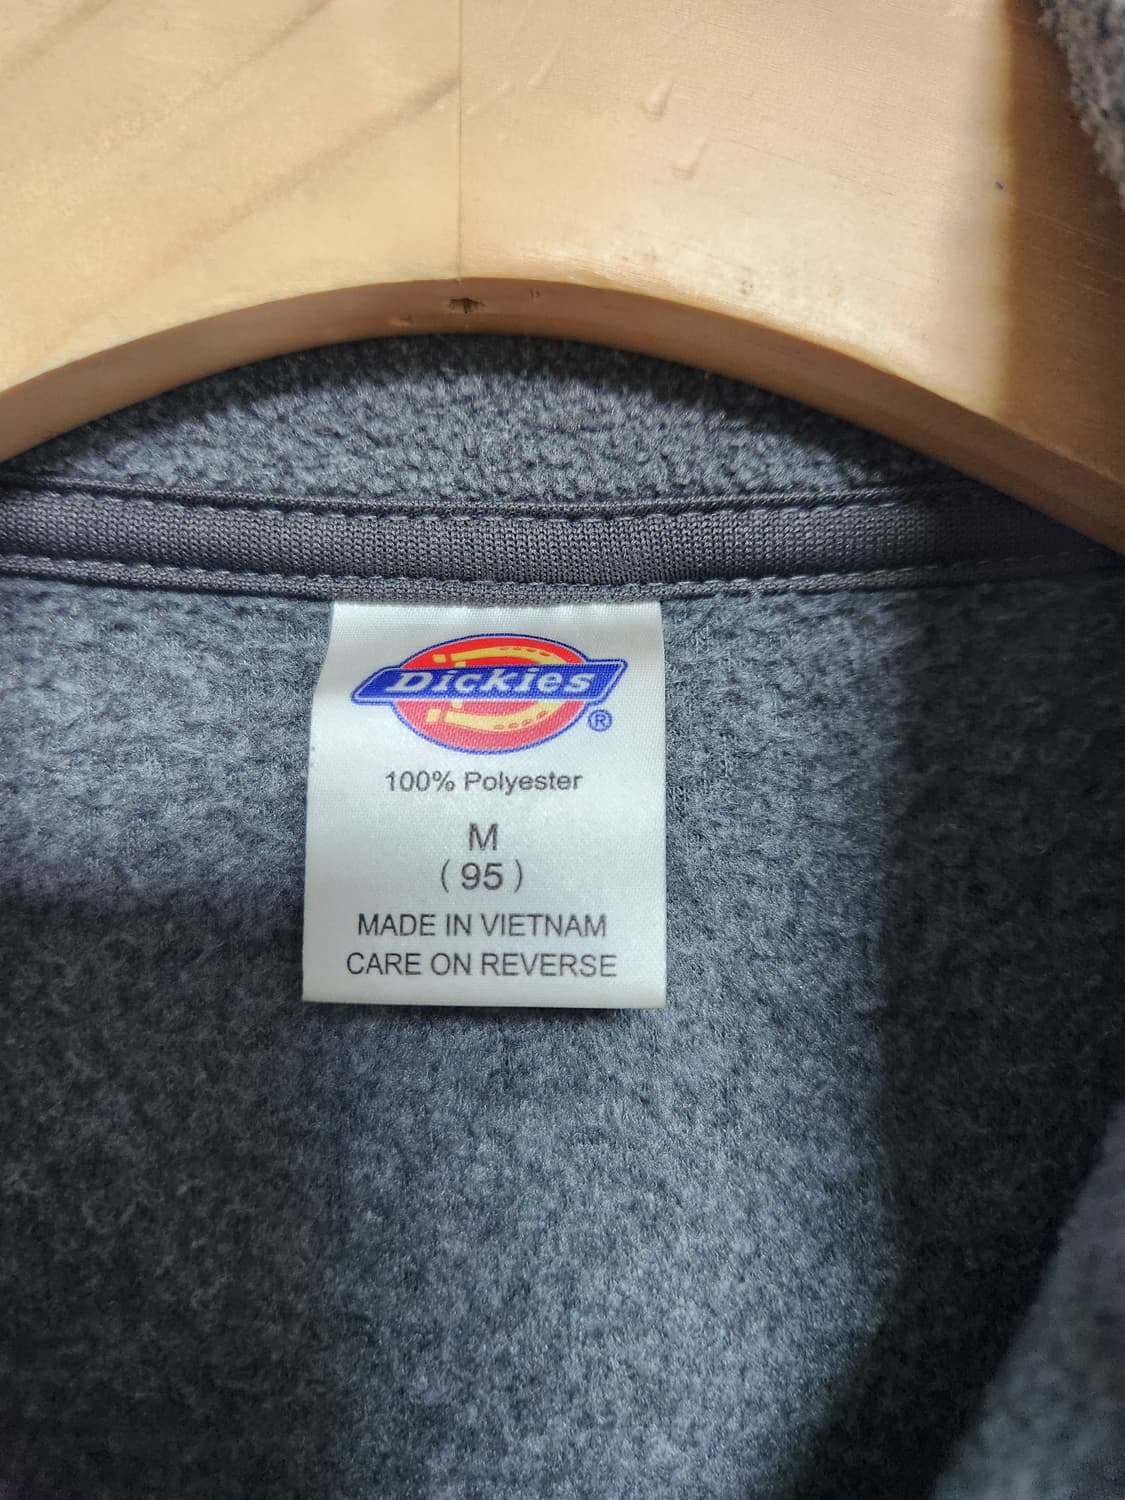 Dickies
®
100% Polyester
M
( 95 )
MADE IN VIETNAM
CARE ON REVERSE